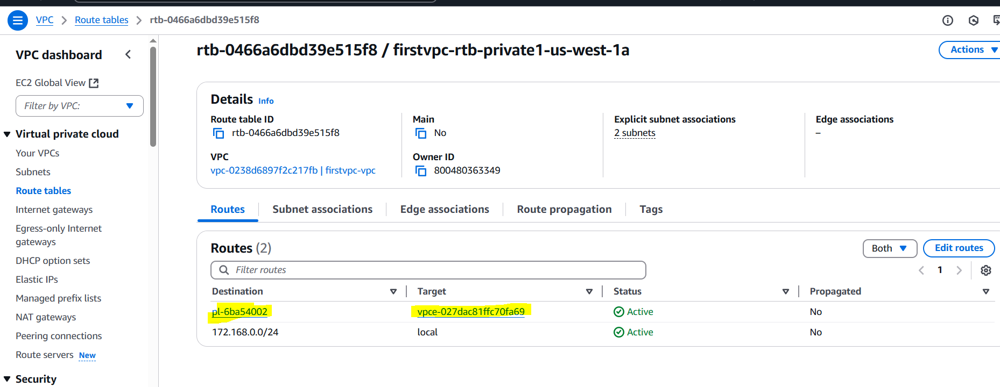 VPC > Route tables > rtb-0466a6dbd39e515f8
VPC dashboard
EC2 Global View
Filter by VPC:
Virtual private cloud
Your VPCs
Subnets
Route tables
Internet gateways
Egress-only Internet
gateways
DHCP option sets
Elastic IPs
Managed prefix lists
NAT gateways
Peering connections
Route servers New
Security
rtb-0466a6dbd39e515f8 / firstvpc-rtb-private1-us-west-1a
Actions
Details Info
Route table ID
rtb-0466a6dbd39e515f8
Main
No
Explicit subnet associations
2 subnets
Edge associations
–
VPC
vpc-0238d6897f2c217fb | firstvpc-vpc
Owner ID
800480363349
Routes Subnet associations Edge associations Route propagation Tags
Routes (2)
Both Edit routes
Filter routes
1
Destination Target Status Propagated
pl-6ba54002 vpce-027dac81ffc70fa69 Active No
172.168.0.0/24 local Active No